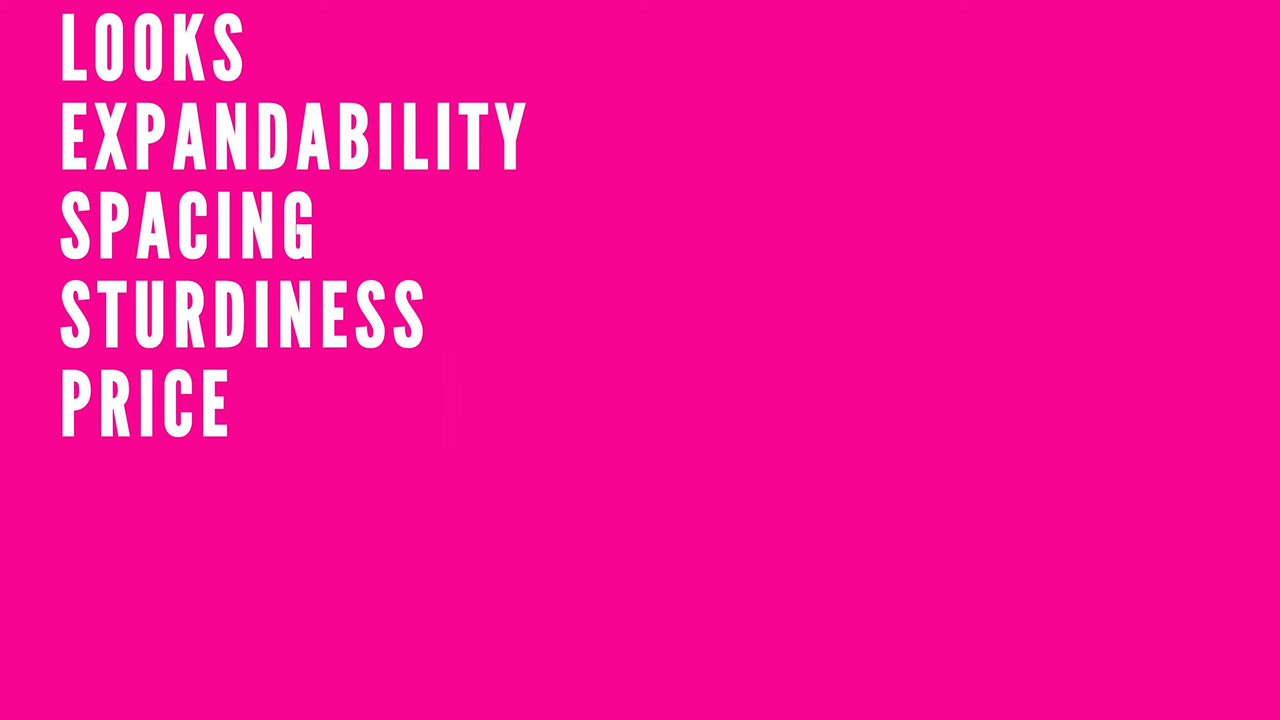 LOOKS
EXPANDABILITY
SPACING
STURDINESS
PRICE